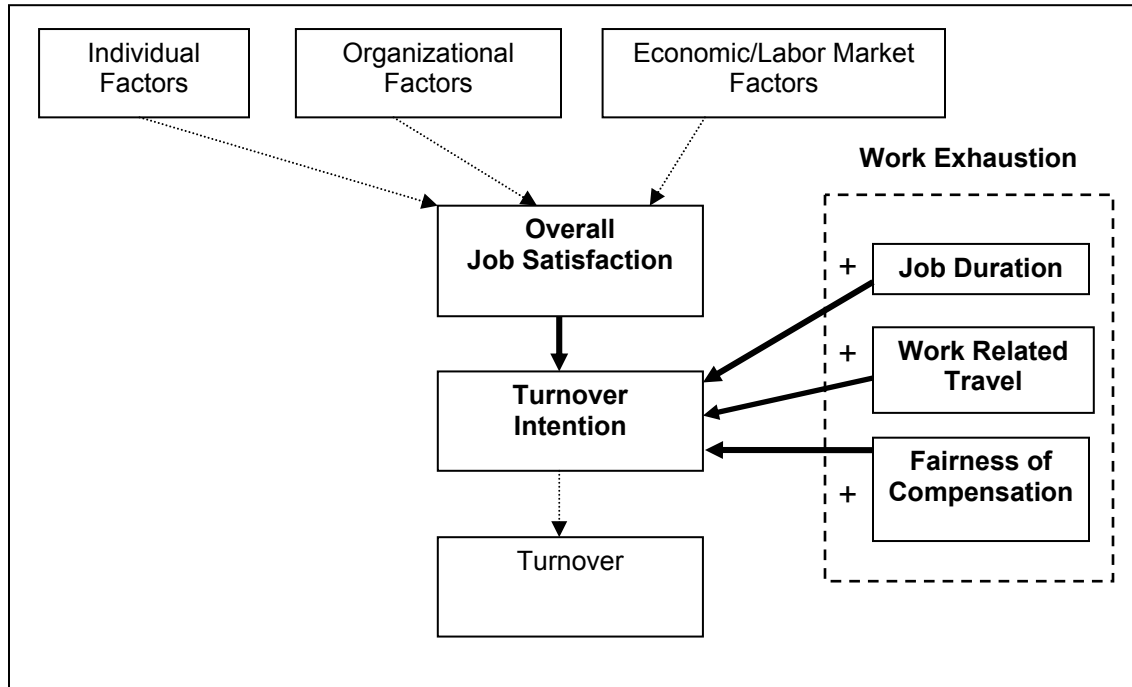 Individual
Factors
Organizational
Factors
Economic/Labor Market
Factors
Work Exhaustion
Overall
Job Satisfaction
+
Job Duration
+
Work Related
Travel
Turnover
Intention
Fairness of
Compensation
+
Turnover